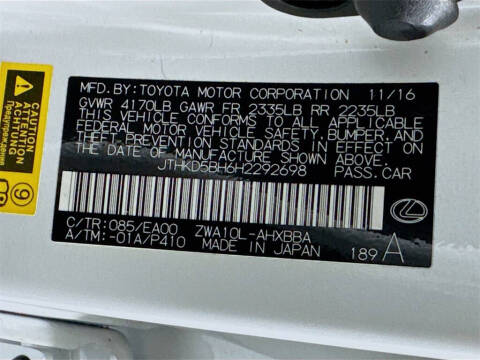 MFD. BY: TOYOTA MOTOR CORPORATION 11/16
GVWR 4170LB GAWR FR 2335LB RR 2235LB
THIS VEHICLE CONFORMS TO ALL APPLICABLE
FEDERAL MOTOR VEHICLE SAFETY, BUMPER, AND
THEFT PREVENTION STANDARDS IN EFFECT ON
THE DATE OF MANUFACTURE SHOWN ABOVE.
JTHKD5BH6H2292698 PASS.CAR
C/TR: 085/EA00 ZWA10L-AHXBBA
A/TM: -01A/P410 MADE IN JAPAN 189 A
ATTENTION
ACHTUNG
9